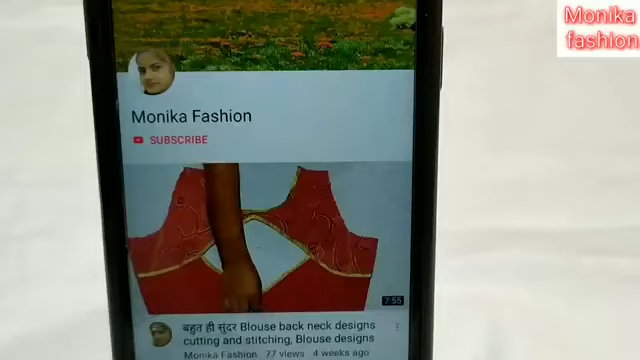 Monika
fashion
Monika Fashion
SUBSCRIBE
7:55
बहुत ही सुंदर Blouse back neck designs
cutting and stitching, Blouse designs
Monika Fashion 77 views 4 weeks ago